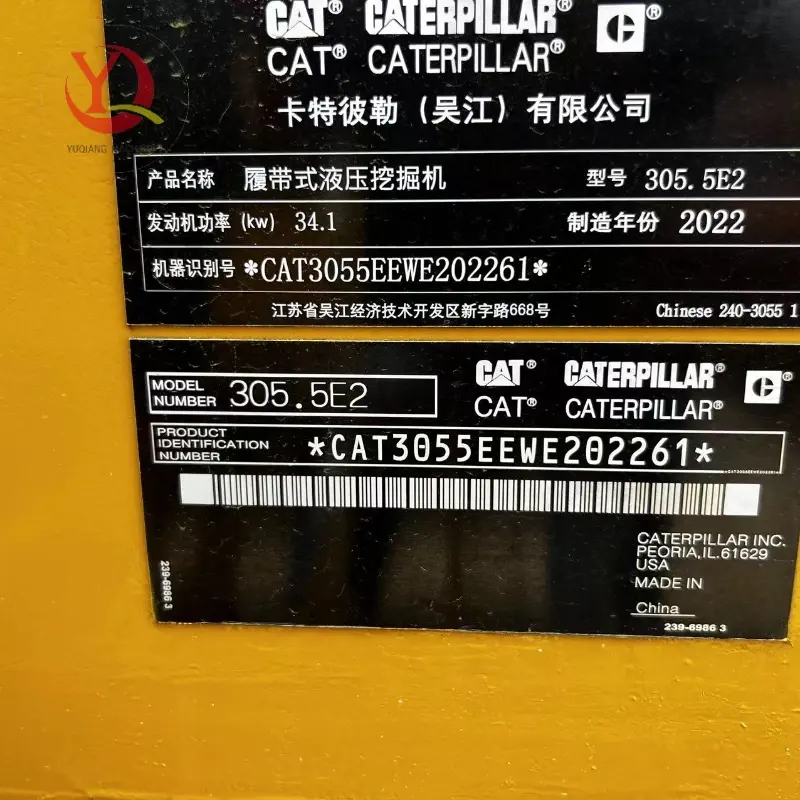 CAT® CATERPILLAR®
CAT® CATERPILLAR®
卡特彼勒（吴江）有限公司
产品名称 履带式液压挖掘机 型号 305.5E2
发动机功率 (kw) 34.1 制造年份 2022
机器识别号 *CAT3055EEWE202261*
江苏省吴江经济技术开发区新字路668号 Chinese 240-3055 1
YUQIANG
MODEL NUMBER 305.5E2
CAT® CATERPILLAR®
CAT® CATERPILLAR®
PRODUCT
IDENTIFICATION
NUMBER *CAT3055EEWE202261*
*CAT3055EEWE202261*
CATERPILLAR INC.
PEORIA,IL.61629
USA
MADE IN
China
239-6986 3
239-6986 3